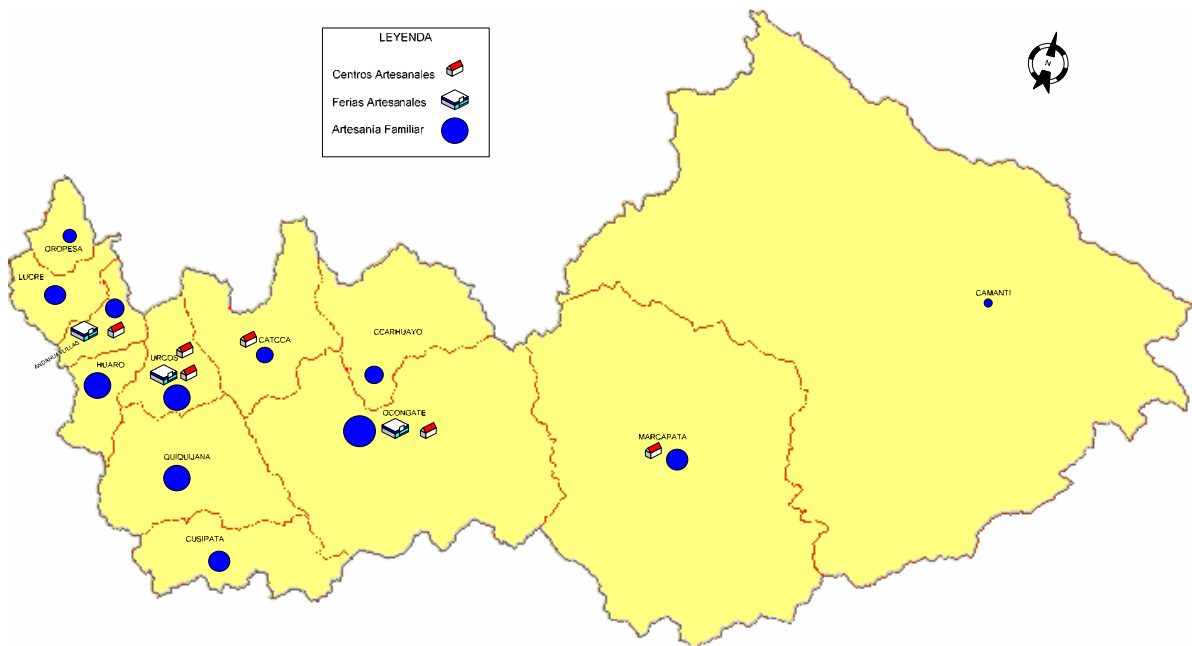 LEYENDA
Centros Artesanales
Ferias Artesanales
Artesanía Familiar
N
OROPESA
LUCRE
ANDAHUAYLILLAS
HUARO
URCOS
CATCCA
CCARHUAYO
OCONGATE
QUIQUIJANA
CUSIPATA
MARCAPATA
CAMANTI